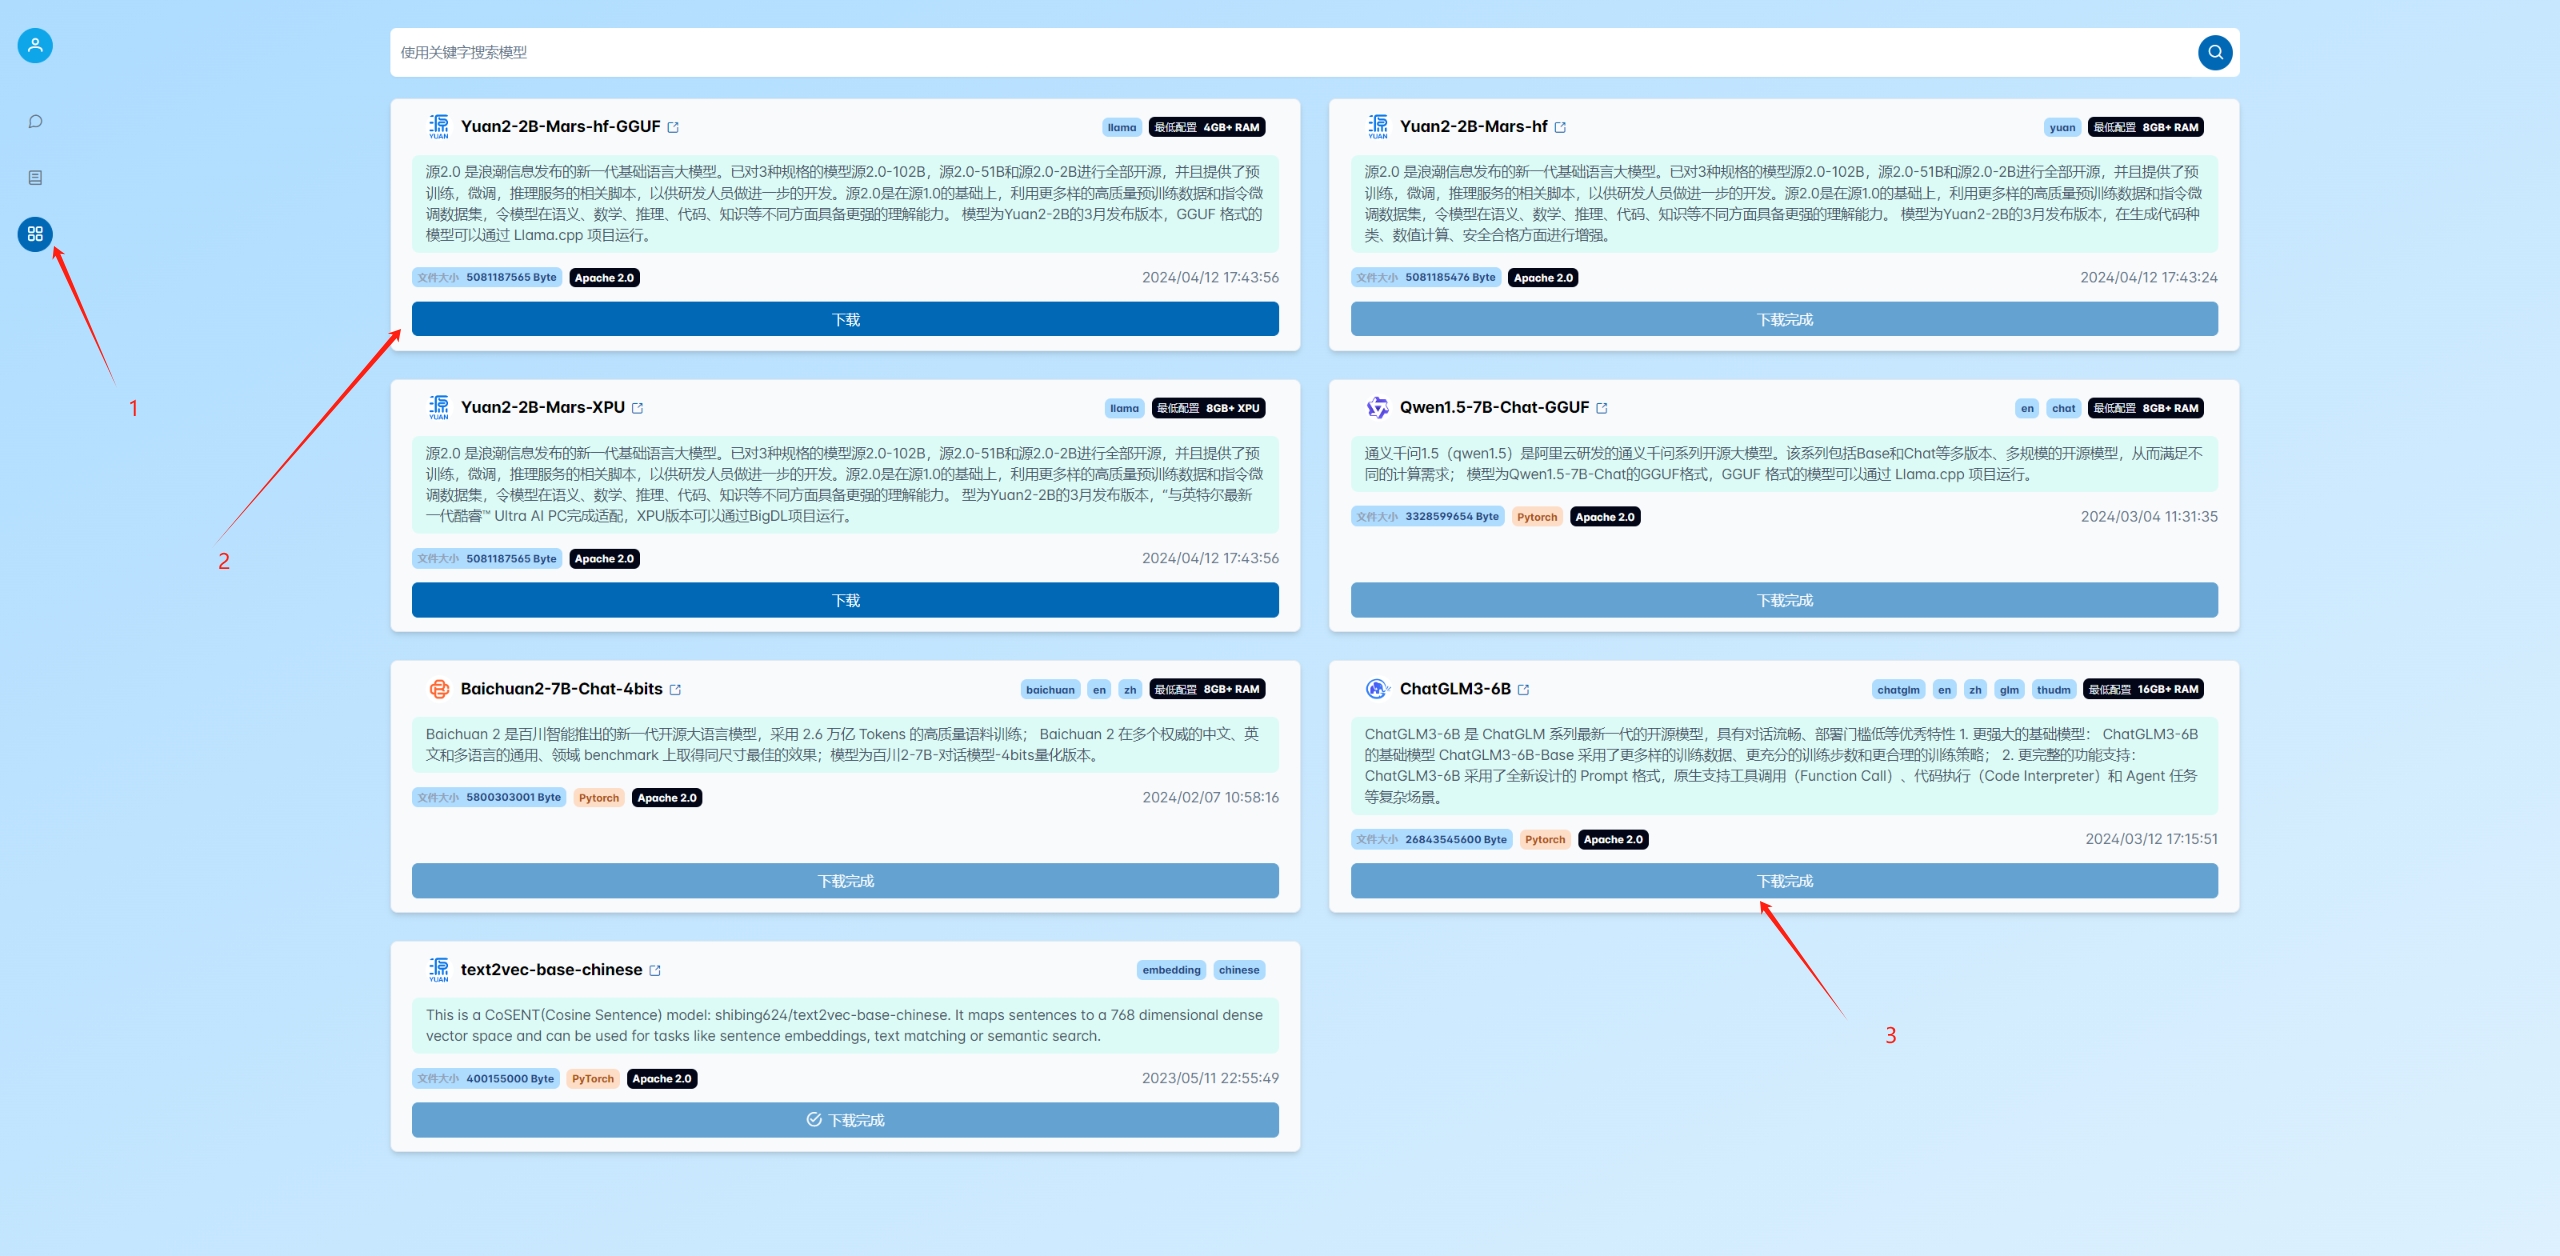 使用关键字搜索模型
Yuan2-2B-Mars-hf-GGUF
llama
最低配置 4GB+ RAM
源2.0 是浪潮信息发布的新一代基础语言大模型。已对3种规格的模型源2.0-102B，源2.0-51B和源2.0-2B进行全部开源，并且提供了预
训练，微调，推理服务的相关脚本，以供研发人员做进一步的开发。源2.0是在源1.0的基础上，利用更多样的高质量预训练数据和指令微
调数据集，令模型在语义、数学、推理、代码、知识等不同方面具备更强的理解能力。 模型为Yuan2-2B的3月发布版本，GGUF 格式的
模型可以通过 Llama.cpp 项目运行。
文件大小 5081187565 Byte
Apache 2.0
2024/04/12 17:43:56
下载
YUAN
Yuan2-2B-Mars-hf
yuan
最低配置 8GB+ RAM
源2.0 是浪潮信息发布的新一代基础语言大模型。已对3种规格的模型源2.0-102B，源2.0-51B和源2.0-2B进行全部开源，并且提供了预
训练，微调，推理服务的相关脚本，以供研发人员做进一步的开发。源2.0是在源1.0的基础上，利用更多样的高质量预训练数据和指令微
调数据集，令模型在语义、数学、推理、代码、知识等不同方面具备更强的理解能力。 模型为Yuan2-2B的3月发布版本，在生成代码种
类、数值计算、安全合格方面进行增强。
文件大小 5081185476 Byte
Apache 2.0
2024/04/12 17:43:24
下载完成
YUAN
1
2
Yuan2-2B-Mars-XPU
llama
最低配置 8GB+ XPU
源2.0 是浪潮信息发布的新一代基础语言大模型。已对3种规格的模型源2.0-102B，源2.0-51B和源2.0-2B进行全部开源，并且提供了预
训练，微调，推理服务的相关脚本，以供研发人员做进一步的开发。源2.0是在源1.0的基础上，利用更多样的高质量预训练数据和指令微
调数据集，令模型在语义、数学、推理、代码、知识等不同方面具备更强的理解能力。 型为Yuan2-2B的3月发布版本，“与英特尔最新
一代酷睿™ Ultra AI PC完成适配，XPU版本可以通过BigDL项目运行。
文件大小 5081187565 Byte
Apache 2.0
2024/04/12 17:43:56
下载
YUAN
Qwen1.5-7B-Chat-GGUF
en
chat
最低配置 8GB+ RAM
通义千问1.5（qwen1.5）是阿里云研发的通义千问系列开源大模型。该系列包括Base和Chat等多版本、多规模的开源模型，从而满足不
同的计算需求； 模型为Qwen1.5-7B-Chat的GGUF格式，GGUF 格式的模型可以通过 Llama.cpp 项目运行。
文件大小 3328599654 Byte
Pytorch
Apache 2.0
2024/03/04 11:31:35
下载完成
Baichuan2-7B-Chat-4bits
baichuan
en
zh
最低配置 8GB+ RAM
Baichuan 2 是百川智能推出的新一代开源大语言模型，采用 2.6 万亿 Tokens 的高质量语料训练； Baichuan 2 在多个权威的中文、英
文和多语言的通用、领域 benchmark 上取得同尺寸最佳的效果；模型为百川2-7B-对话模型-4bits量化版本。
文件大小 5800303001 Byte
Pytorch
Apache 2.0
2024/02/07 10:58:16
下载完成
ChatGLM3-6B
chatglm
en
zh
glm
thudm
最低配置 16GB+ RAM
ChatGLM3-6B 是 ChatGLM 系列最新一代的开源模型，具有对话流畅、部署门槛低等优秀特性 1. 更强大的基础模型： ChatGLM3-6B
的基础模型 ChatGLM3-6B-Base 采用了更多样的训练数据、更充分的训练步数和更合理的训练策略； 2. 更完整的功能支持：
ChatGLM3-6B 采用了全新设计的 Prompt 格式，原生支持工具调用（Function Call）、代码执行（Code Interpreter）和 Agent 任务
等复杂场景。
文件大小 26843545600 Byte
Pytorch
Apache 2.0
2024/03/12 17:15:51
下载完成
3
YUAN
text2vec-base-chinese
embedding
chinese
This is a CoSENT(Cosine Sentence) model: shibing624/text2vec-base-chinese. It maps sentences to a 768 dimensional dense
vector space and can be used for tasks like sentence embeddings, text matching or semantic search.
文件大小 400155000 Byte
PyTorch
Apache 2.0
2023/05/11 22:55:49
下载完成